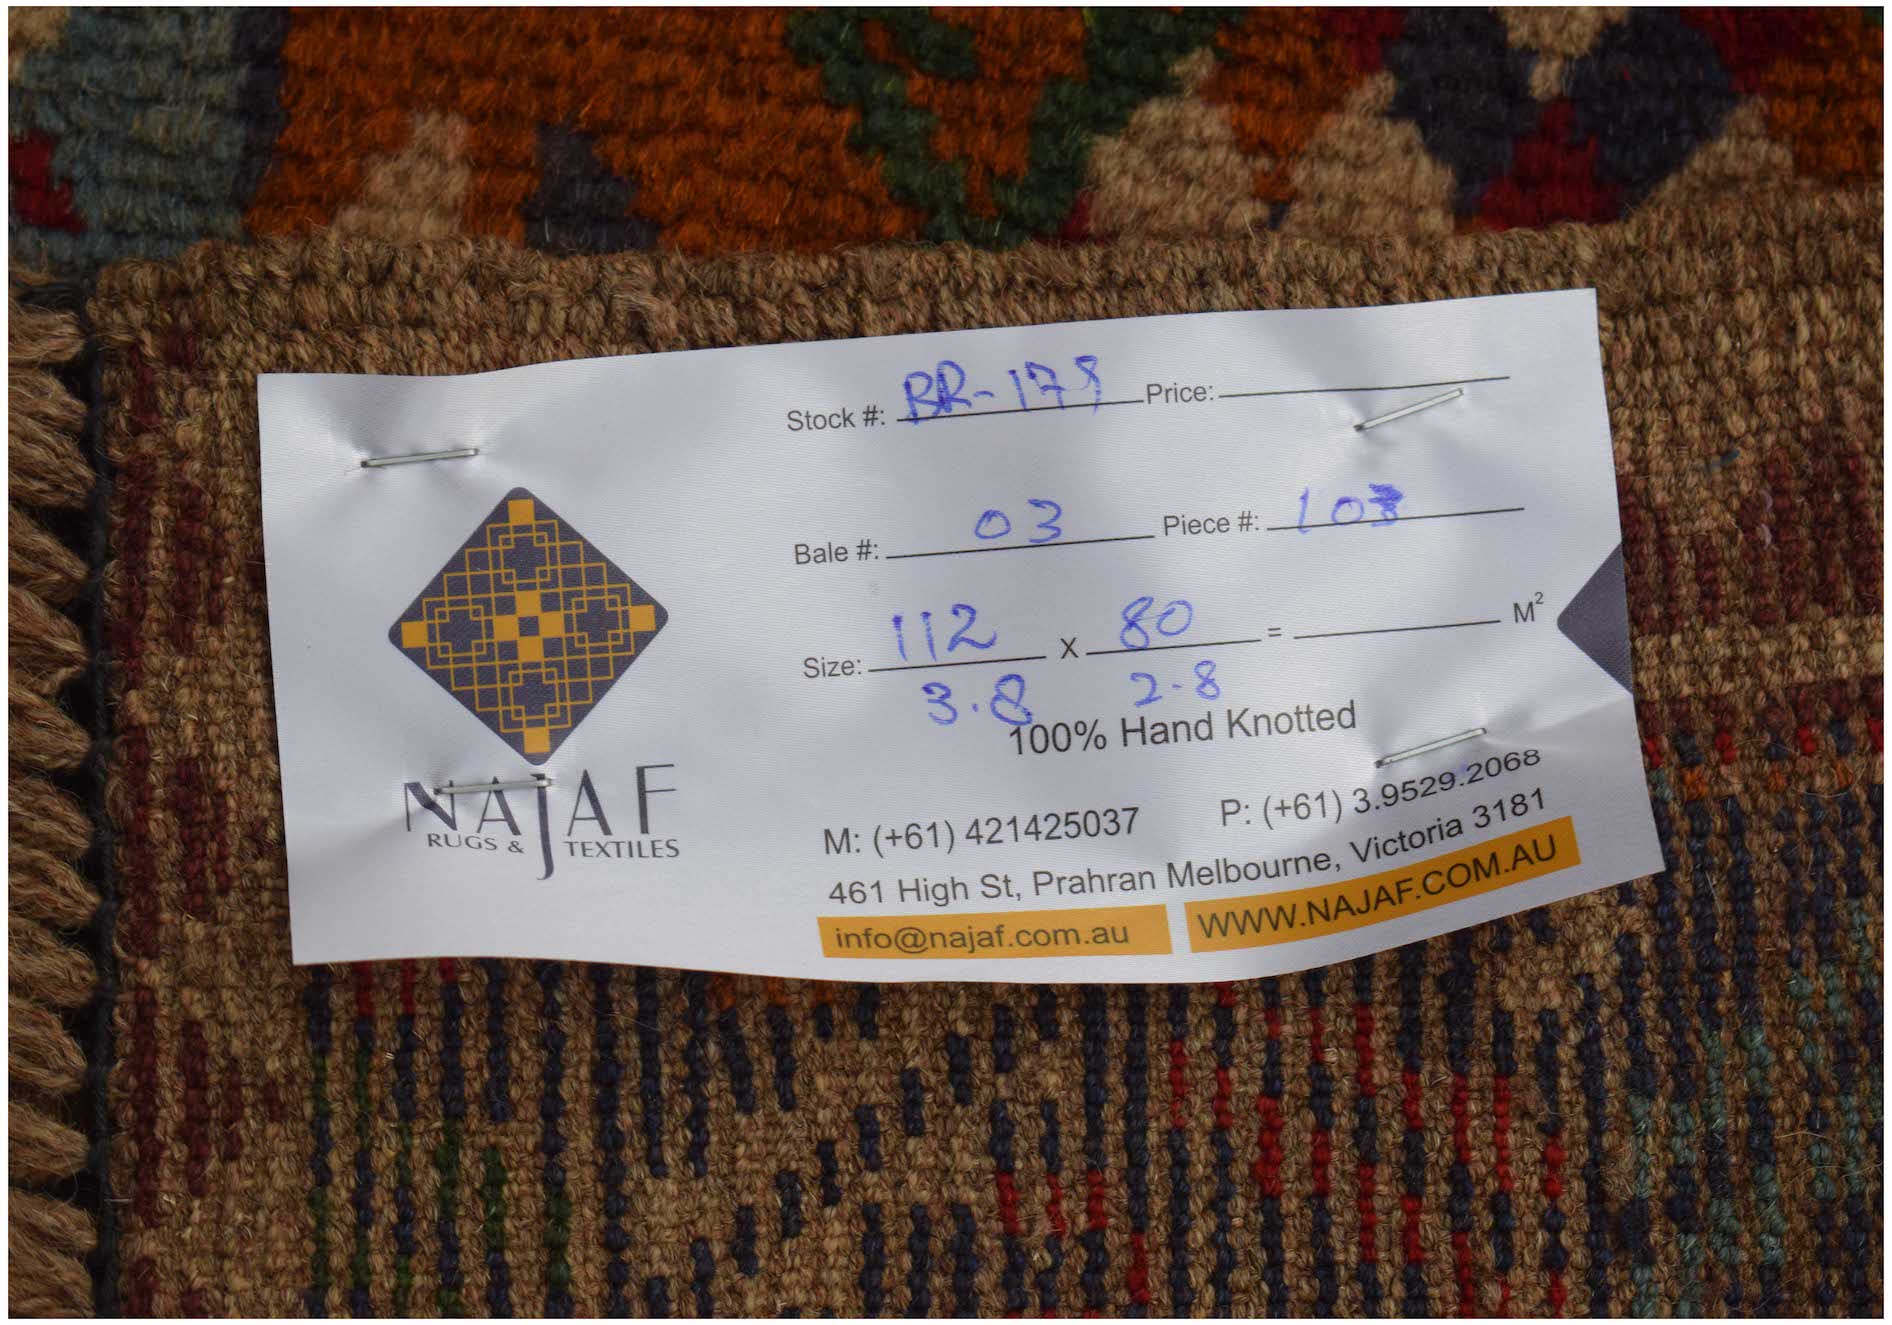 Stock #: BR-178 Price:
Bale #: 03 Piece #: 103
Size: 112 X 80 = M²
3.8 2.8
100% Hand Knotted
NAJAF
RUGS & TEXTILES
M: (+61) 421425037 P: (+61) 3.9529.2068
461 High St, Prahran Melbourne, Victoria 3181
info@najaf.com.au WWW.NAJAF.COM.AU